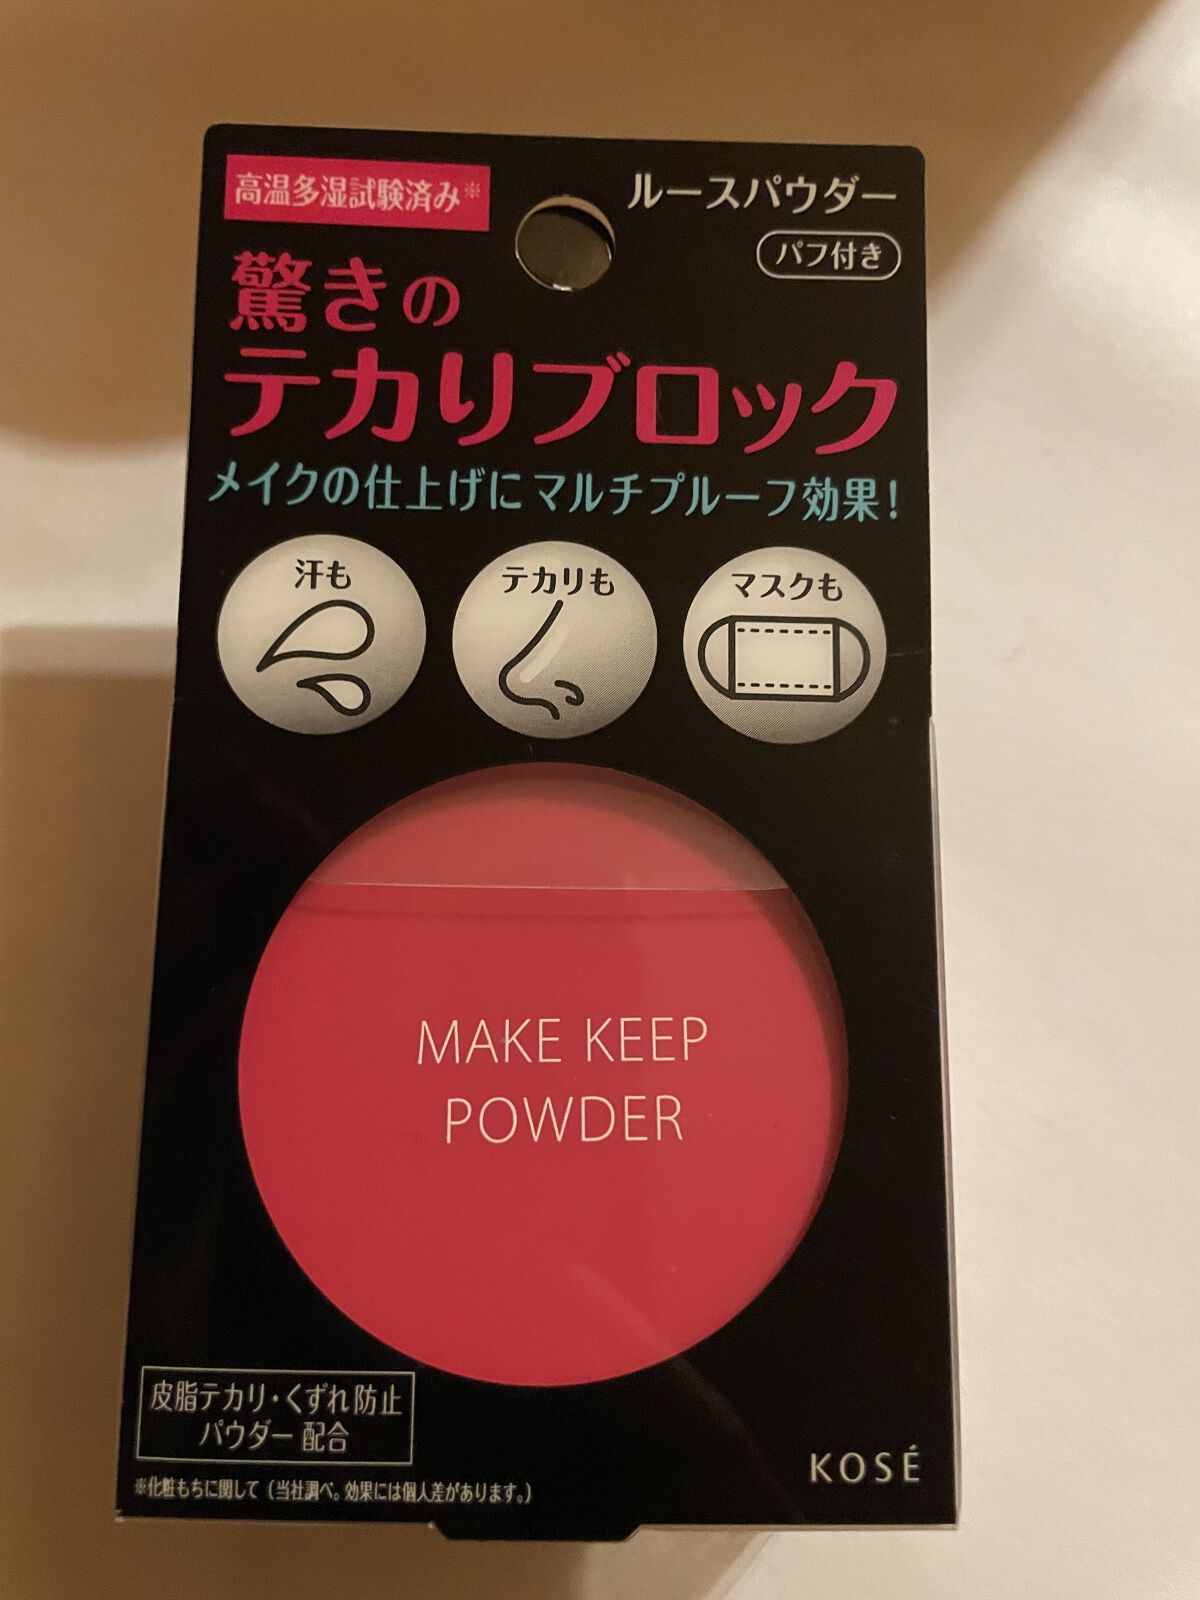 高温多湿試験済み※
ルースパウダー
パフ付き
驚きの
テカリブロック
メイクの仕上げにマルチプルーフ効果!
汗も
テカリも
マスクも
MAKE KEEP
POWDER
皮脂テカリ・くずれ防止
パウダー配合
※化粧もちに関して(当社調べ。効果には個人差があります。)
KOSÉ